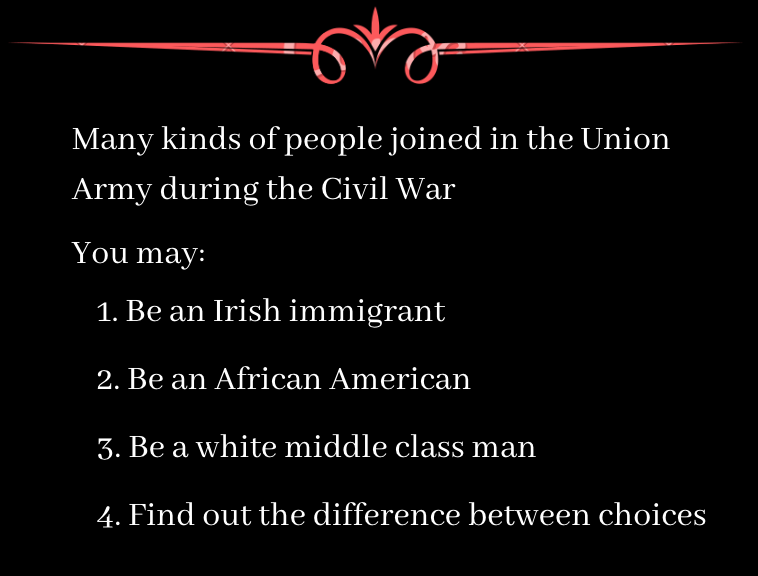 Many kinds of people joined in the Union
Army during the Civil War
You may:
1. Be an Irish immigrant
2. Be an African American
3. Be a white middle class man
4. Find out the difference between choices